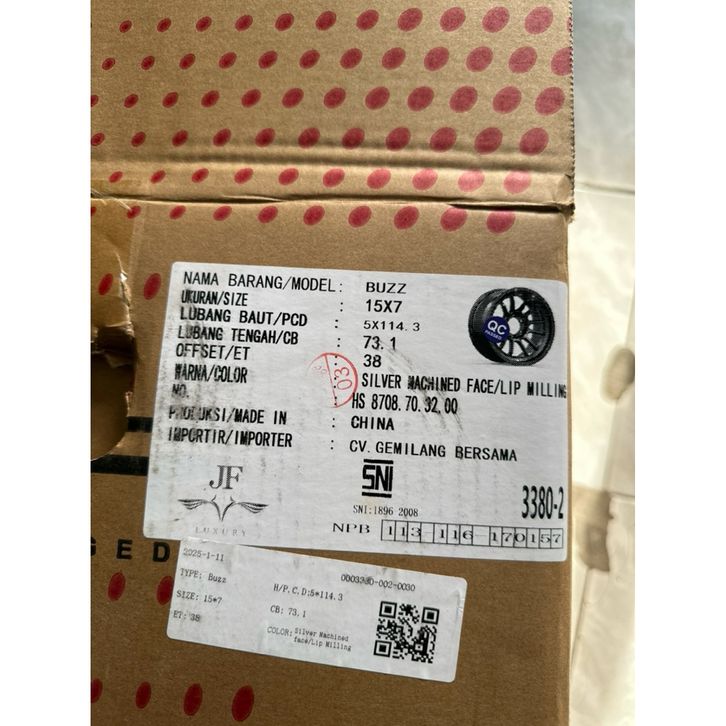 NAMA BARANG/MODEL: BUZZ
UKURAN/SIZE : 15X7
LUBANG BAUT/PCD : 5X114.3
LUBANG TENGAH/CB : 73.1
OFFSET/ET : 38
WARNA/COLOR : SILVER MACHINED FACE/LIP MILLING
NO. : HS 8708.70.32.00
PRODUKSI/MADE IN : CHINA
IMPORTIR/IMPORTER : CV. GEMILANG BERSAMA
QC
PASSED
03
JF
LUXURY
SNI
SNI:1896 2008
3380-2
NPB 113-116-170157
GED
2025-1-11
TYPE: Buzz
SIZE: 15*7
ET: 38
H/P.C.D:5*114.3
CB: 73.1
COLOR: Silver Machined
face/Lip Milling